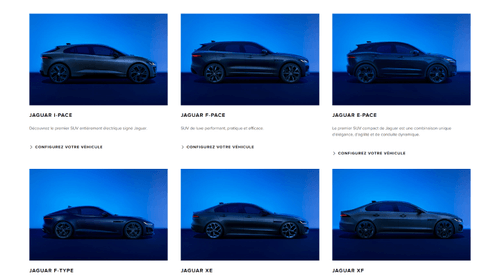 JAGUAR I-PACE
JAGUAR F-PACE
JAGUAR E-PACE
Découvrez le premier SUV entièrement électrique signé Jaguar.
SUV de luxe performant, pratique et efficace.
Le premier SUV compact de Jaguar est une combinaison unique
d'élégance, d'agilité et de conduite dynamique.
CONFIGUREZ VOTRE VÉHICULE
CONFIGUREZ VOTRE VÉHICULE
CONFIGUREZ VOTRE VÉHICULE
JAGUAR F-TYPE
JAGUAR XE
JAGUAR XF